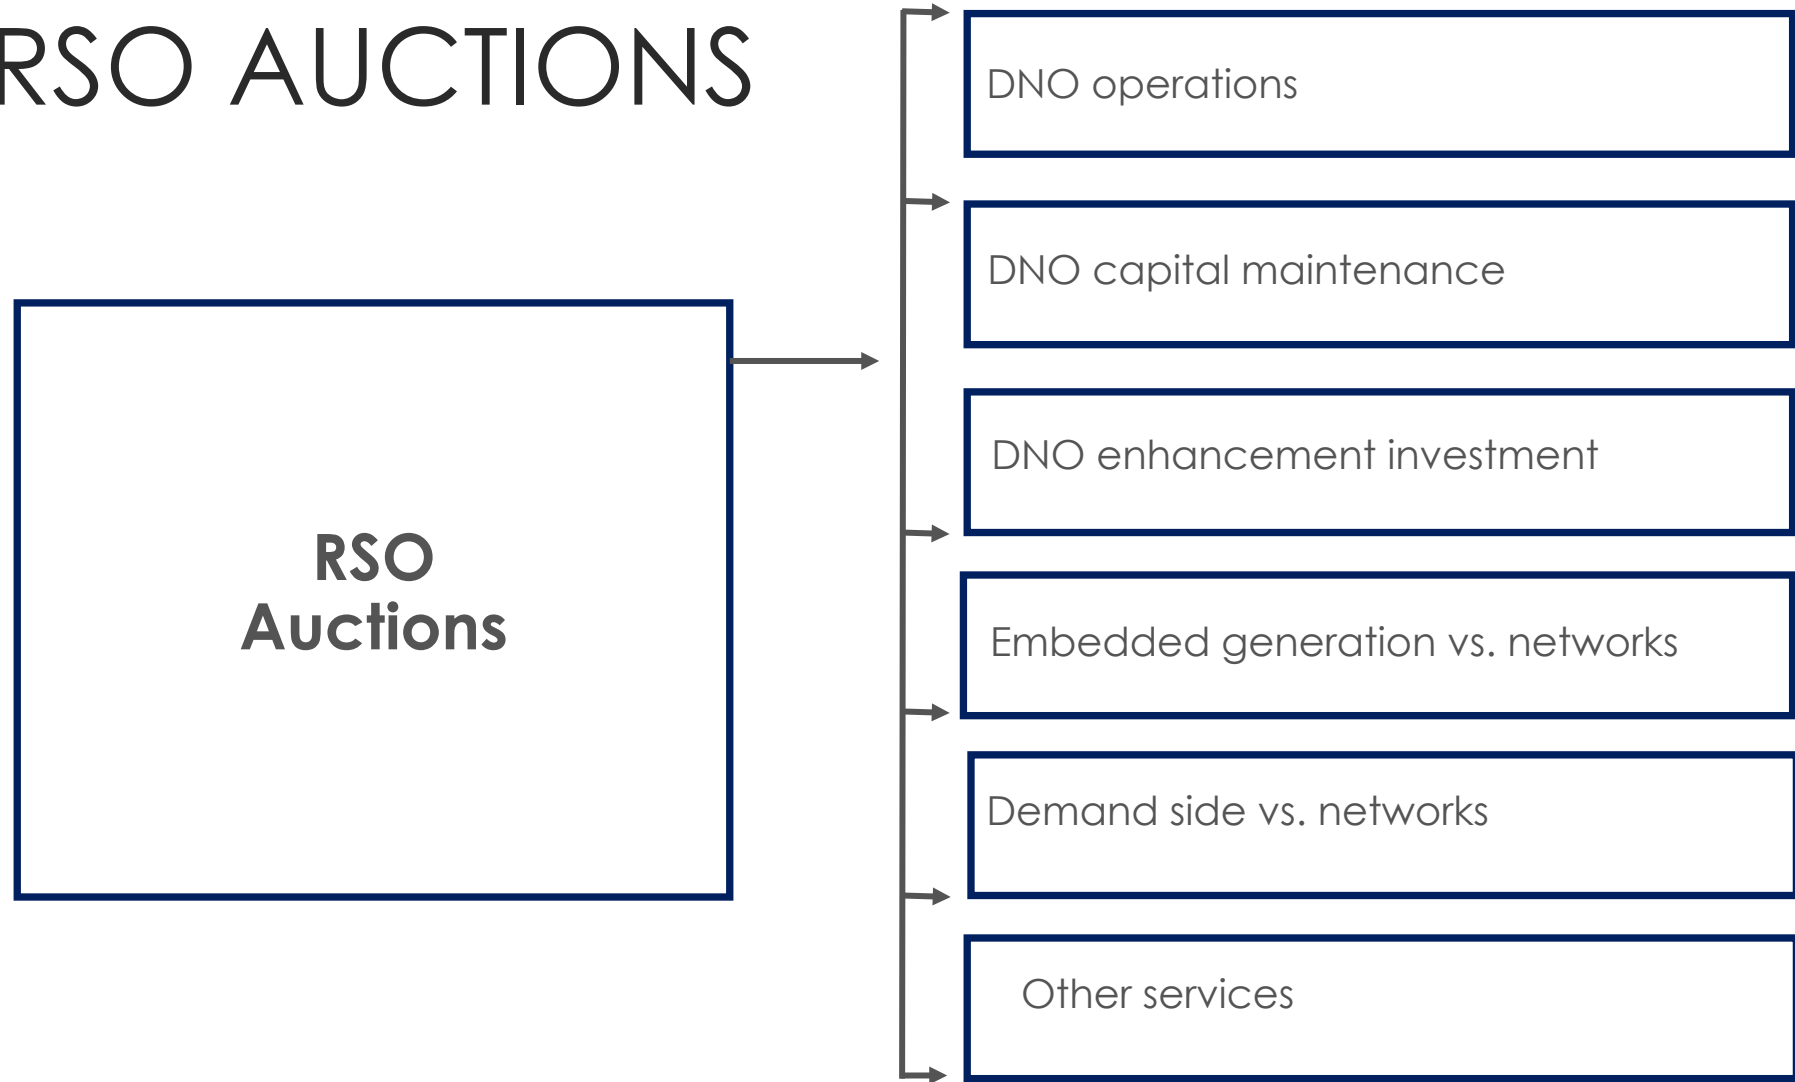 RSO AUCTIONS
DNO operations
DNO capital maintenance
DNO enhancement investment
RSO
Auctions
Embedded generation vs. networks
Demand side vs. networks
Other services